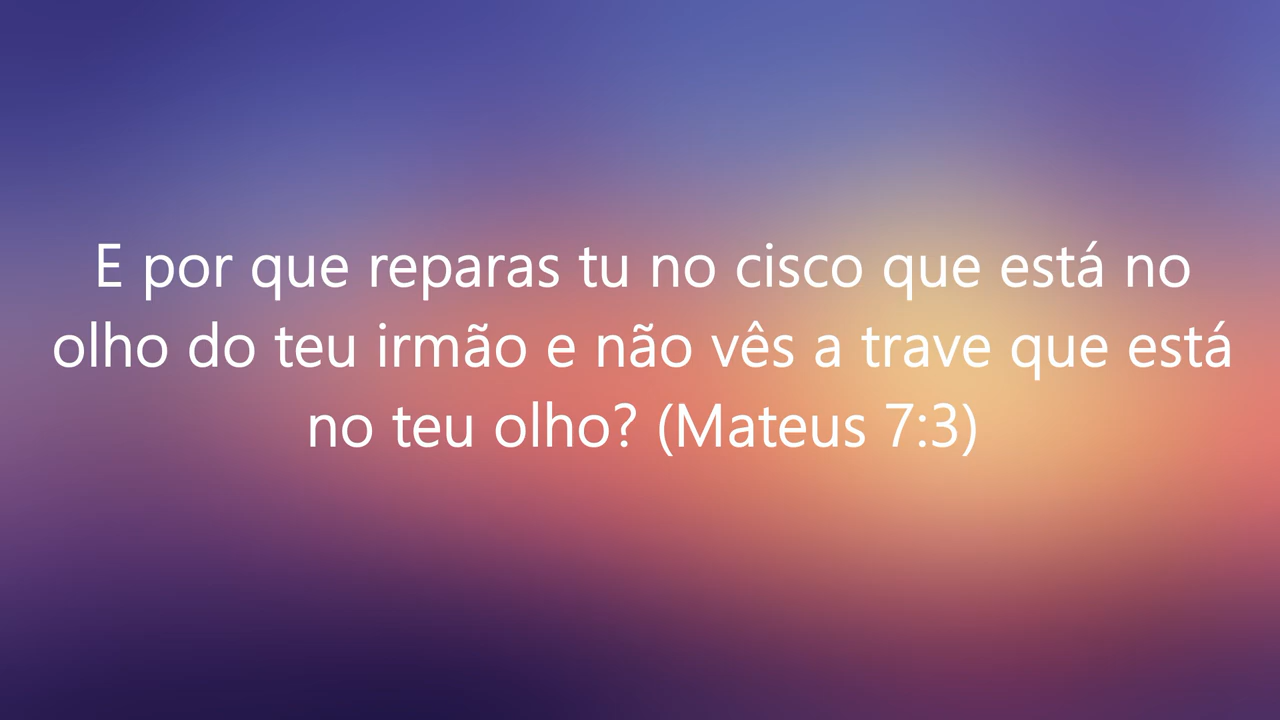 E por que reparas tu no cisco que está no
olho do teu irmão e não vês a trave que está
no teu olho? (Mateus 7:3)